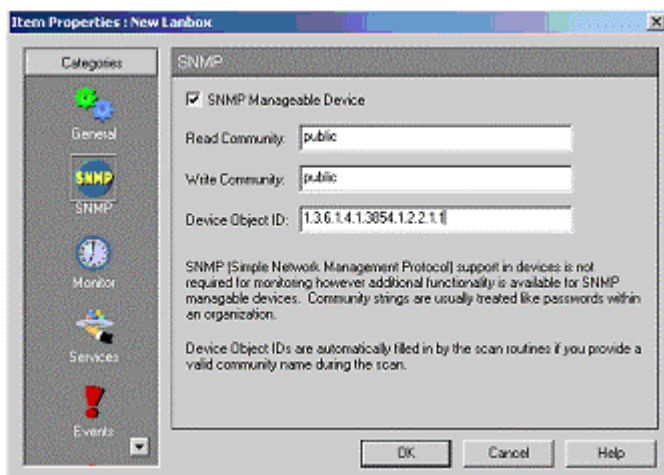 Item Properties : New Lanbox
Categories
General
SNMP
Monitor
Services
Events
SNMP
SNMP Manageable Device
Read Community: public
Write Community: public
Device Object ID: 1.3.6.1.4.1.3854.1.2.2.1.1
SNMP (Simple Network Management Protocol) support in devices is not
required for monitoring however additional functionality is available for SNMP
managable devices. Community strings are usually treated like passwords within
an organization.
Device Object IDs are automatically filled in by the scan routines if you provide a
valid community name during the scan.
OK
Cancel
Help